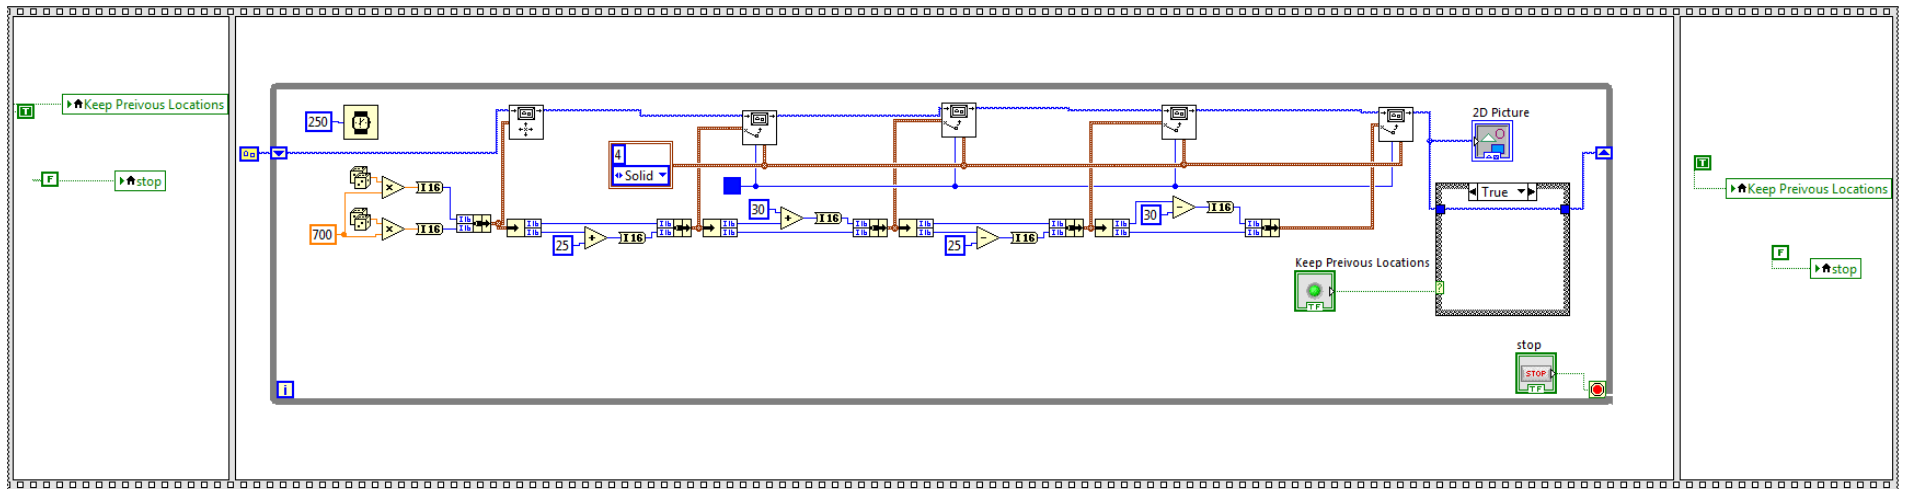 T
Keep Preivous Locations
F
stop
250
700
I16
I16
25
I16
4
Solid
30
I16
25
I16
30
I16
Keep Preivous Locations
TF
2D Picture
True
?
stop
STOP
TF
i
T
Keep Preivous Locations
F
stop